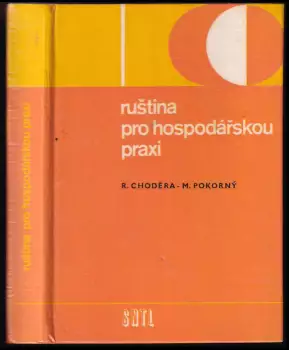 ruština
pro hospodářskou
praxi
R. CHODĚRA - M. POKORNÝ
SNTL
ruština pro hospodářskou praxi